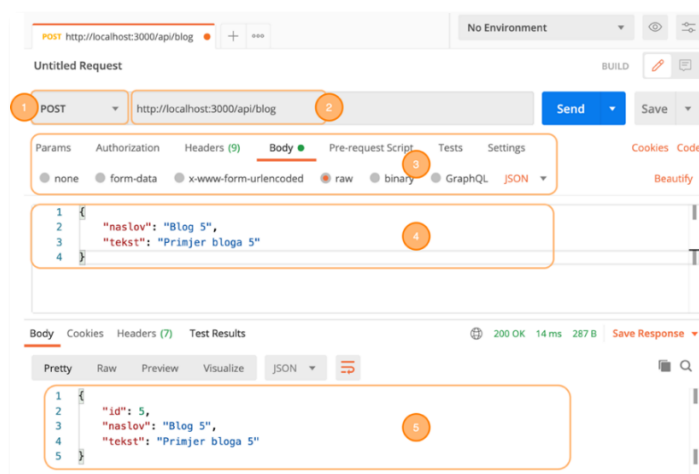 POST http://localhost:3000/api/blog
No Environment
Untitled Request
BUILD
1 POST http://localhost:3000/api/blog 2 Send Save
Params Authorization Headers (9) Body Pre-request Script Tests Settings Cookies Code
3
none form-data x-www-form-urlencoded raw binary GraphQL JSON Beautify
1 {
2 "naslov": "Blog 5",
3 "tekst": "Primjer bloga 5"
4 }
4
Body Cookies Headers (7) Test Results 200 OK 14 ms 287 B Save Response
Pretty Raw Preview Visualize JSON
1 {
2 "id": 5,
3 "naslov": "Blog 5",
4 "tekst": "Primjer bloga 5"
5 }
5